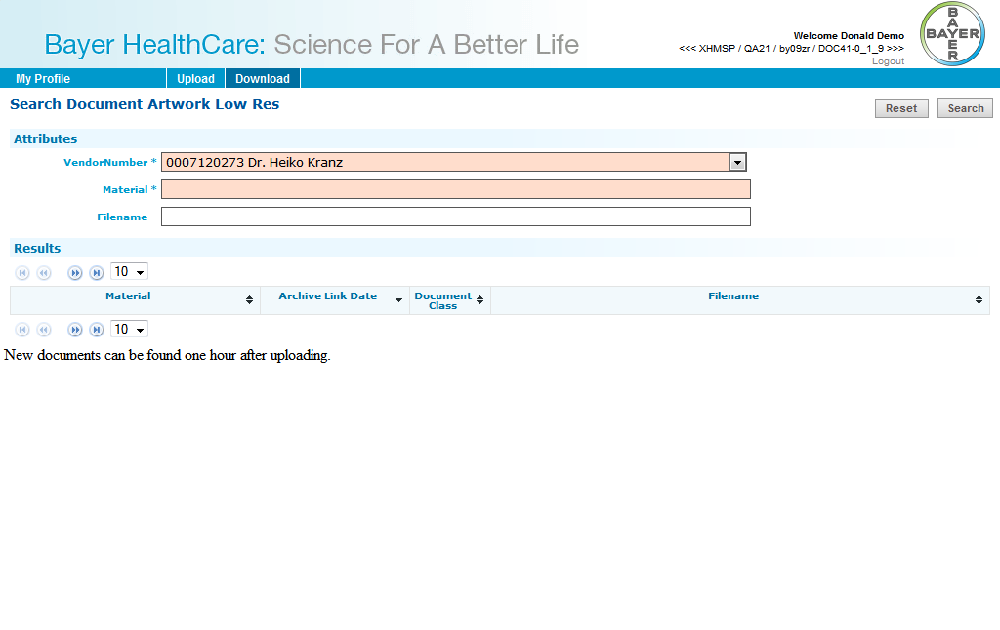 Bayer HealthCare: Science For A Better Life
Welcome Donald Demo
<<< XHMSP / QA21 / by09zr / DOC41-0_1_9 >>>
Logout
BAYER
BAYER
My Profile Upload Download
Search Document Artwork Low Res
Reset Search
Attributes
VendorNumber * 0007120273 Dr. Heiko Kranz
Material *
Filename
Results
10
Material Archive Link Date Document Class Filename
10
New documents can be found one hour after uploading.